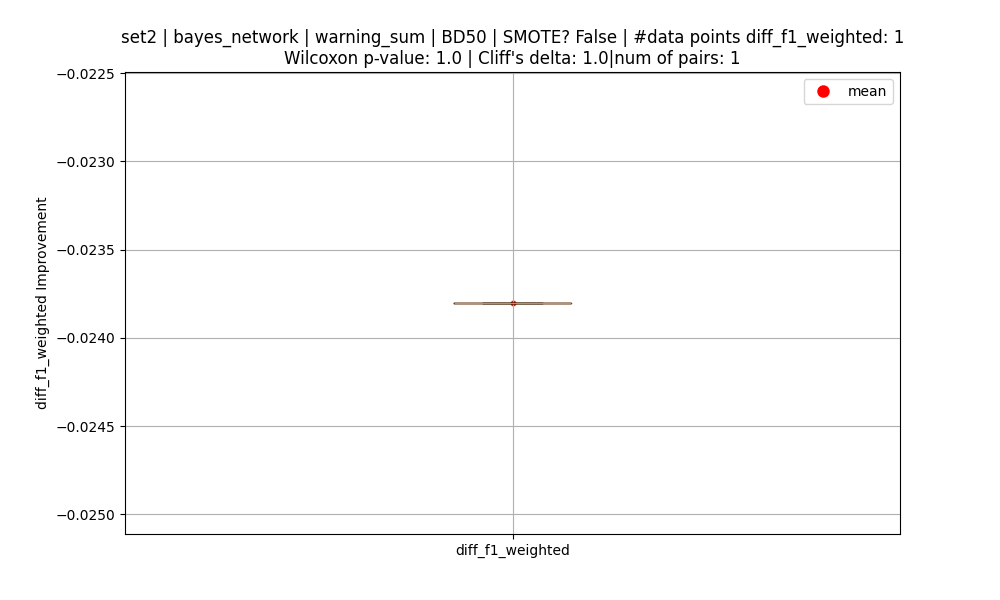 set2 | bayes_network | warning_sum | BD50 | SMOTE? False | #data points diff_f1_weighted: 1
Wilcoxon p-value: 1.0 | Cliff's delta: 1.0|num of pairs: 1
−0.0225
mean
−0.0230
−0.0235
diff_f1_weighted Improvement
−0.0240
−0.0245
−0.0250
diff_f1_weighted